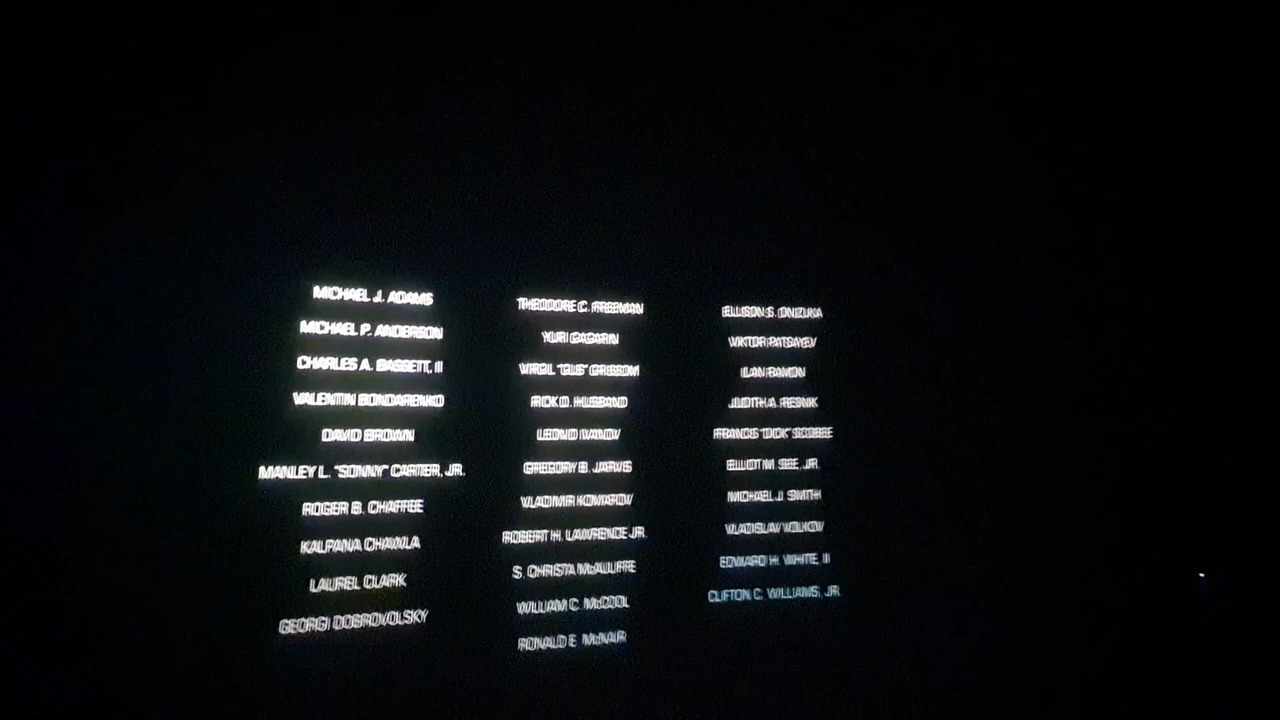 MICHAEL J. ADAMS
MICHAEL P. ANDERSON
CHARLES A. BASSETT, II
VALENTIN BONDARENKO
DAVID BROWN
MANLEY L. "SONNY" CARTER, JR.
ROGER B. CHAFFEE
KALPANA CHAWLA
LAUREL CLARK
GEORGI DOBROVOLSKY
THEODORE C. FREEMAN
YURI GAGARIN
VIRGIL "GUS" GRISSOM
RICK D. HUSBAND
LEONID IVANOV
GREGORY B. JARVIS
VLADIMIR KOMAROV
ROBERT H. LAWRENCE JR.
S. CHRISTA McAULIFFE
WILLIAM C. McCOOL
RONALD E. McNAIR
ELLISON S. ONIZUKA
VIKTOR PATSAYEV
ILAN RAMON
JUDITH A. RESNIK
FRANCIS "DICK" SCOBEE
ELLIOT M. SEE, JR.
MICHAEL J. SMITH
VLADISLAV VOLKOV
EDWARD H. WHITE, II
CLIFTON C. WILLIAMS, JR.